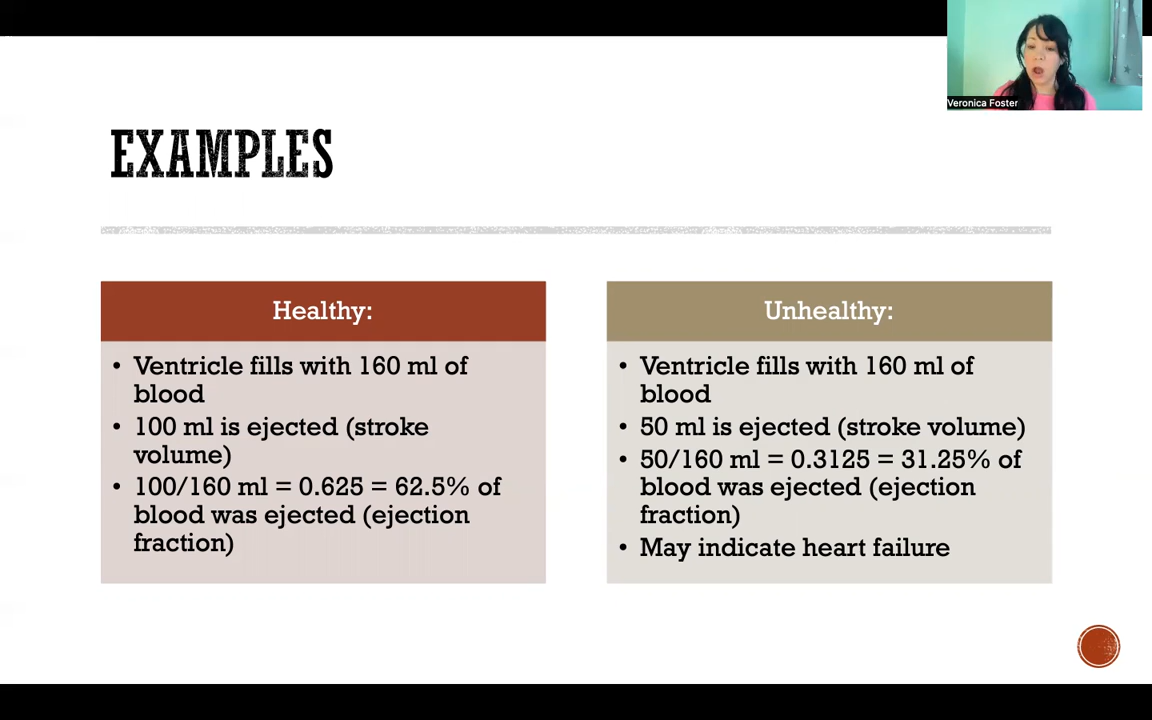 Veronica Foster
EXAMPLES
Healthy:
• Ventricle fills with 160 ml of
blood
• 100 ml is ejected (stroke
volume)
• 100/160 ml = 0.625 = 62.5% of
blood was ejected (ejection
fraction)
Unhealthy:
• Ventricle fills with 160 ml of
blood
• 50 ml is ejected (stroke volume)
• 50/160 ml = 0.3125 = 31.25% of
blood was ejected (ejection
fraction)
• May indicate heart failure